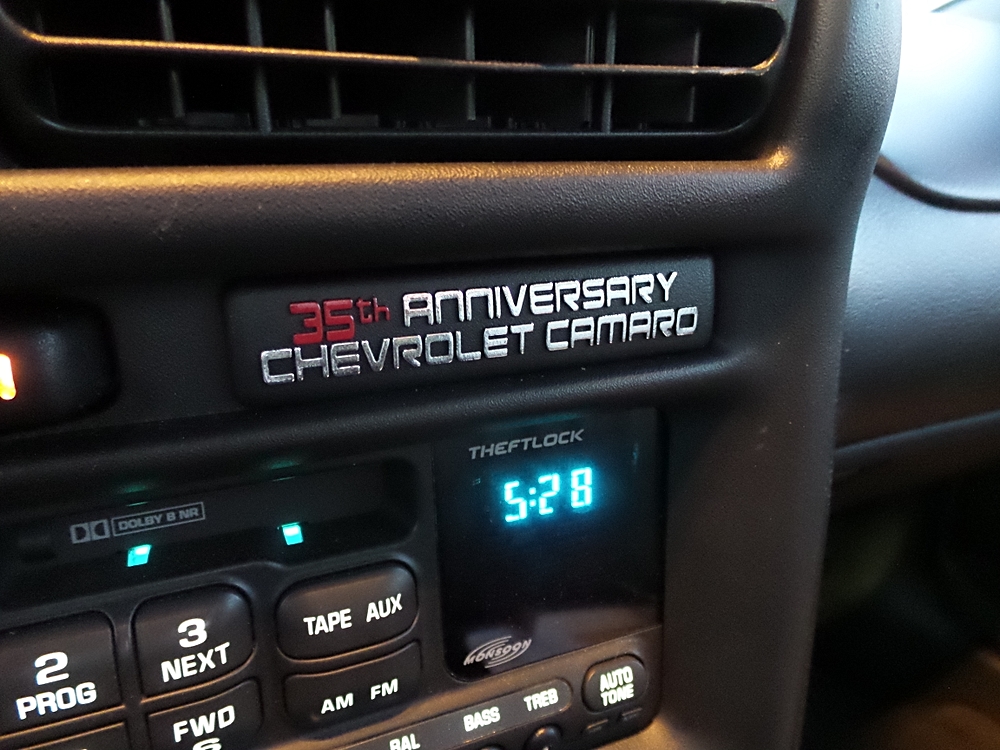 35th ANNIVERSARY
CHEVROLET CAMARO
THEFTLOCK
5:28
DOLBY B NR
TAPE AUX
3
NEXT
2
PROG
AM FM
MONSOON
AUTO
TONE
FWD
6
BAL
BASS
TREB